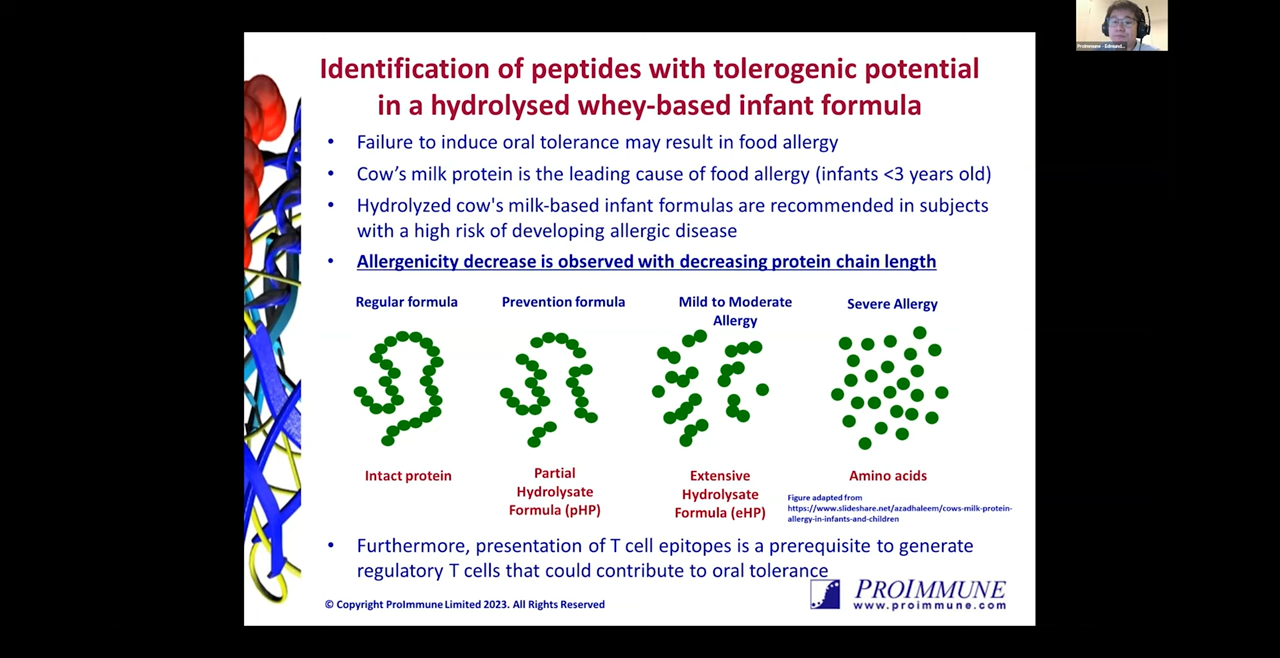 Identification of peptides with tolerogenic potential
in a hydrolysed whey-based infant formula
• Failure to induce oral tolerance may result in food allergy
• Cow’s milk protein is the leading cause of food allergy (infants <3 years old)
• Hydrolyzed cow's milk-based infant formulas are recommended in subjects
with a high risk of developing allergic disease
• Allergenicity decrease is observed with decreasing protein chain length
Regular formula
Prevention formula
Mild to Moderate
Allergy
Severe Allergy
Intact protein
Partial
Hydrolysate
Formula (pHP)
Extensive
Hydrolysate
Formula (eHP)
Amino acids
Figure adapted from
https://www.slideshare.net/azadhaleem/cows-milk-protein-
allergy-in-infants-and-children
• Furthermore, presentation of T cell epitopes is a prerequisite to generate
regulatory T cells that could contribute to oral tolerance
© Copyright ProImmune Limited 2023. All Rights Reserved
PROIMMUNE
www.proimmune.com
ProImmune - Edmund...